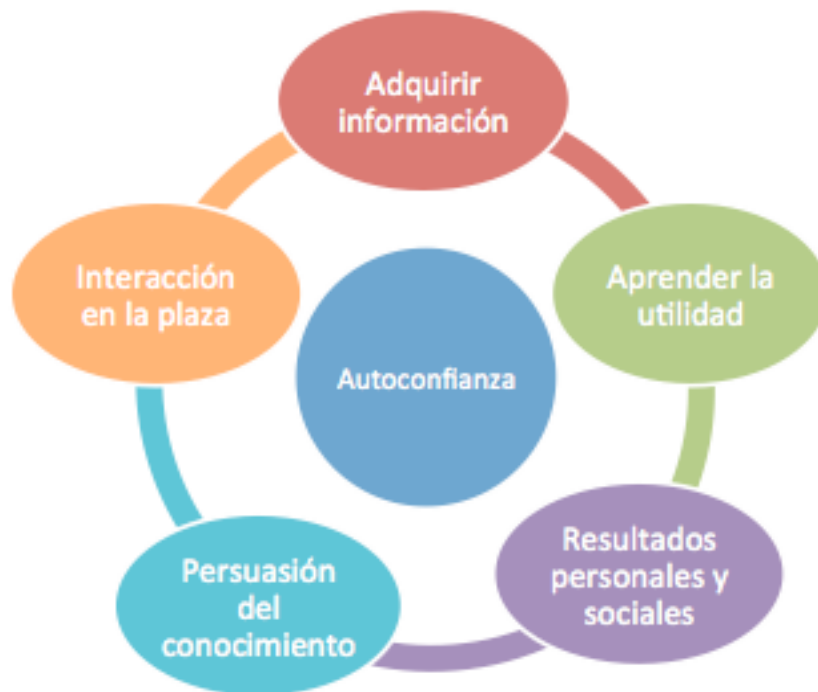 Adquirir
información
Aprender la
utilidad
Resultados
personales y
sociales
Persuasión
del
conocimiento
Interacción
en la plaza
Autoconfianza